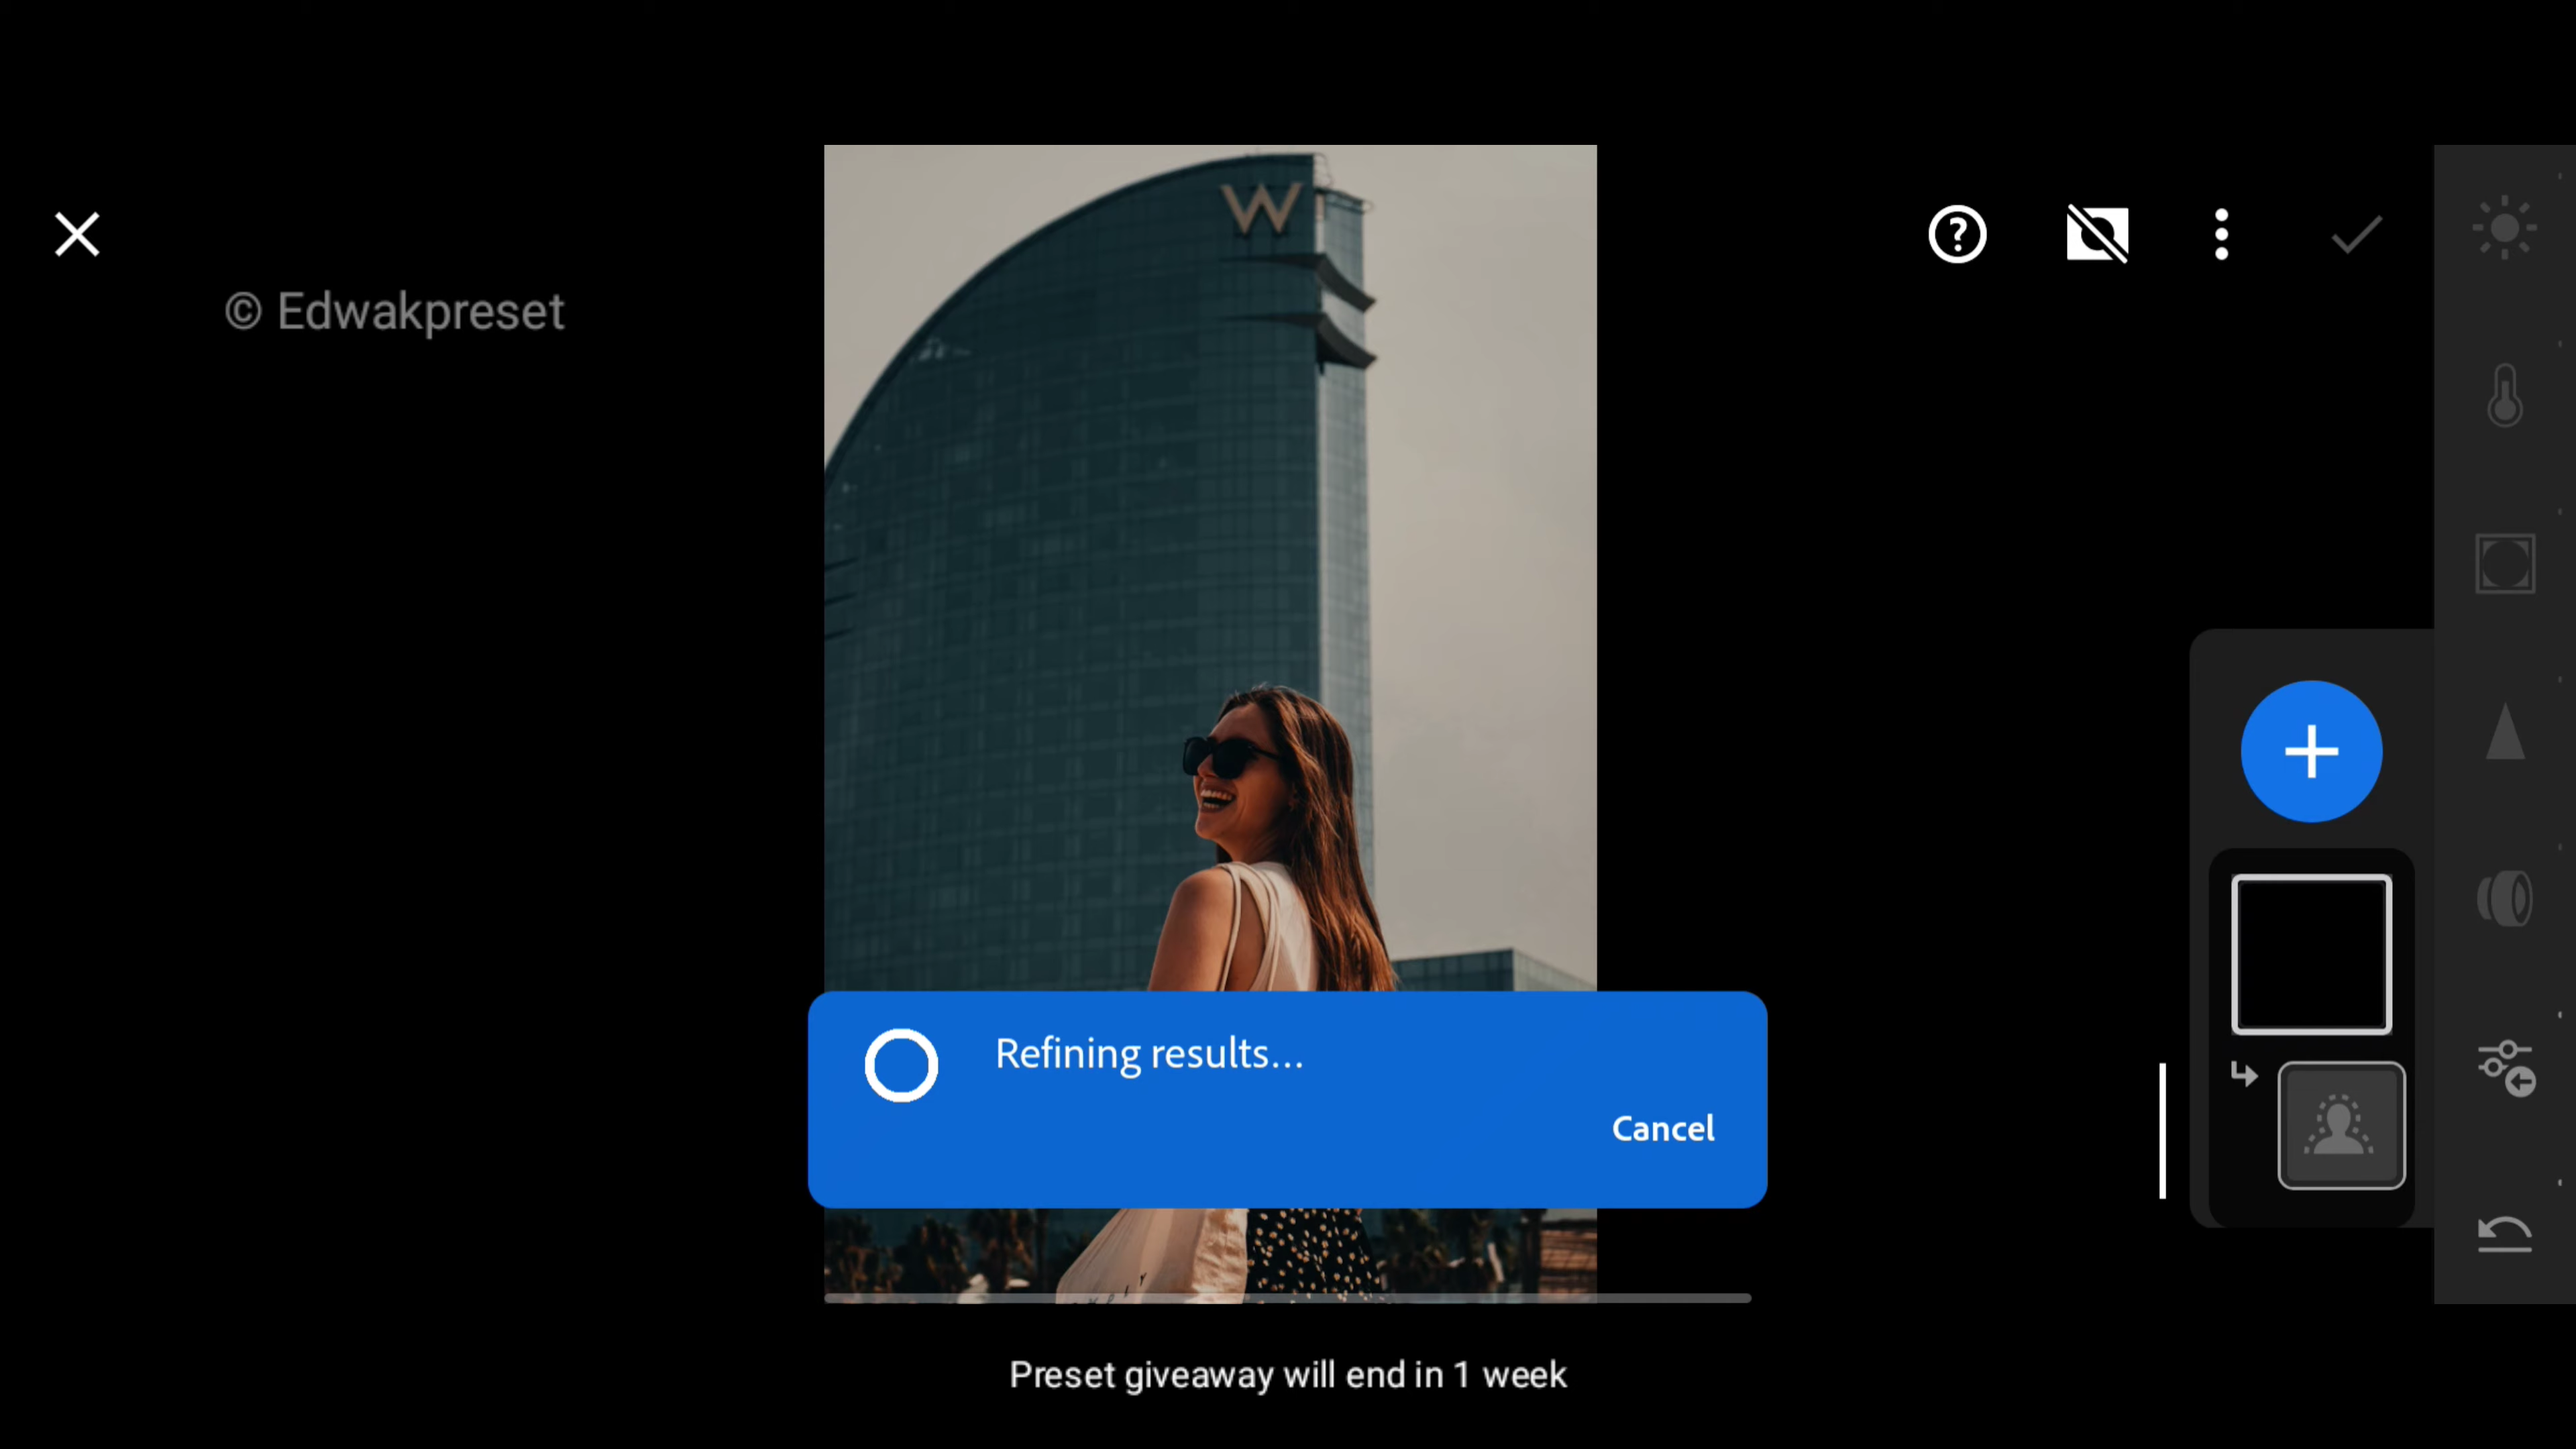 W
© Edwakpreset
Refining results...
Cancel
Preset giveaway will end in 1 week